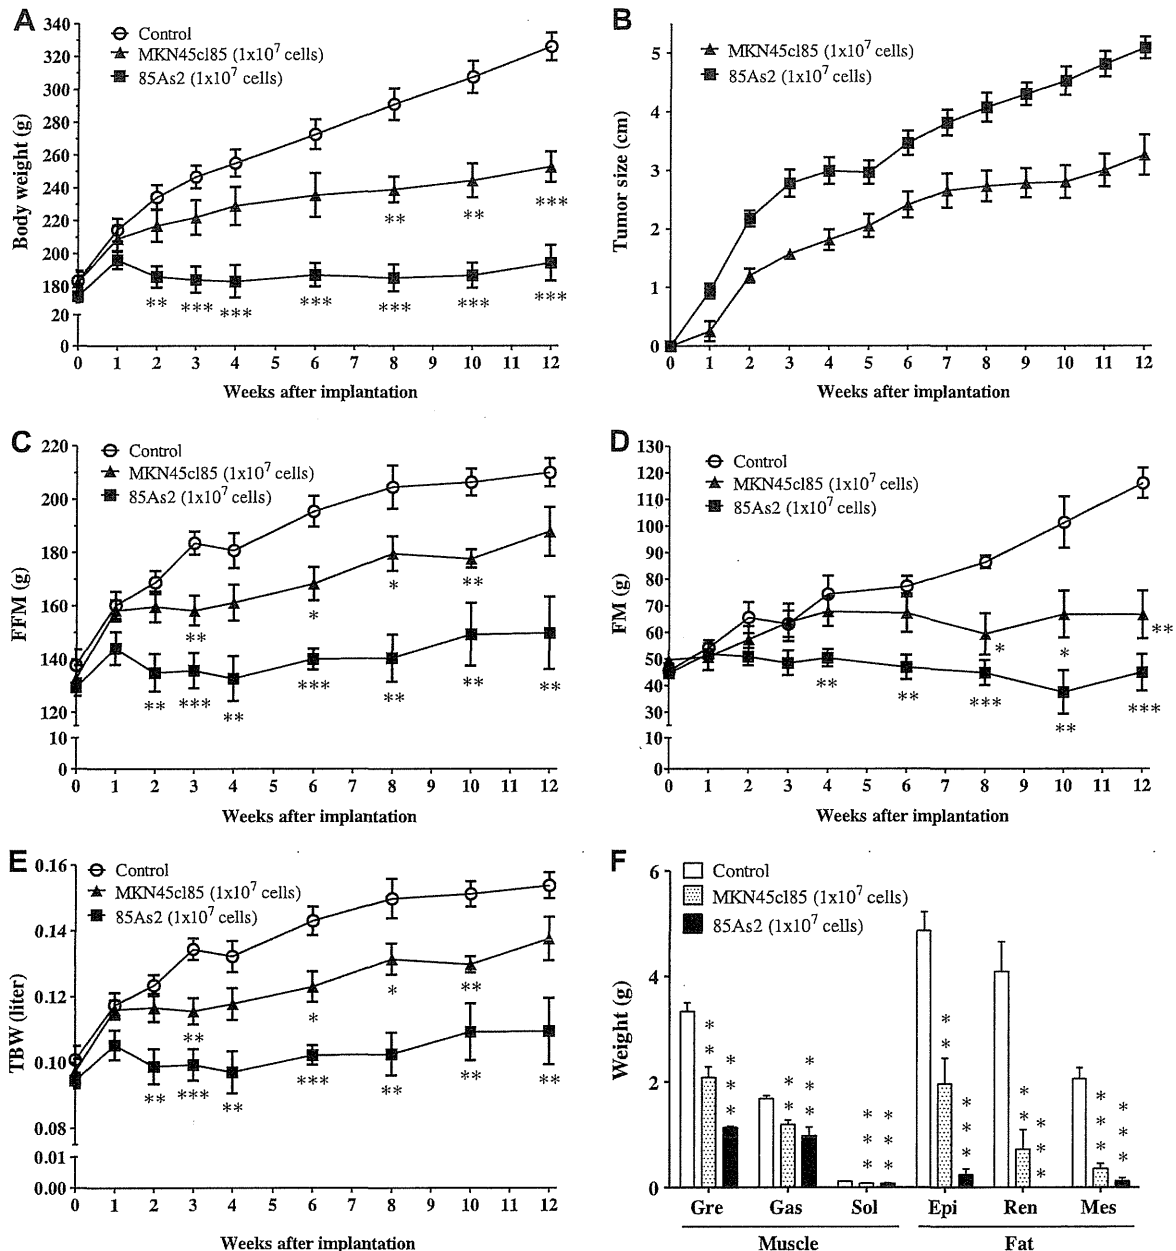 A
340
320
300
280
260
240
220
200
180
20
0
Body weight (g)
Control
MKN45cl85 (1x10⁷ cells)
85As2 (1x10⁷ cells)
** ** ***
** *** *** *** *** *** ***
0 1 2 3 4 5 6 7 8 9 10 11 12
Weeks after implantation
B
5
4
3
2
1
0
Tumor size (cm)
MKN45cl85 (1x10⁷ cells)
85As2 (1x10⁷ cells)
0 1 2 3 4 5 6 7 8 9 10 11 12
Weeks after implantation
C
220
200
180
160
140
120
10
0
FFM (g)
Control
MKN45cl85 (1x10⁷ cells)
85As2 (1x10⁷ cells)
** * * **
** *** ** *** ** ** **
0 1 2 3 4 5 6 7 8 9 10 11 12
Weeks after implantation
D
130
120
110
100
90
80
70
60
50
40
30
10
0
FM (g)
Control
MKN45cl85 (1x10⁷ cells)
85As2 (1x10⁷ cells)
* * **
** ** *** ** ***
0 1 2 3 4 5 6 7 8 9 10 11 12
Weeks after implantation
E
0.16
0.14
0.12
0.10
0.08
0.01
0.00
TBW (liter)
Control
MKN45cl85 (1x10⁷ cells)
85As2 (1x10⁷ cells)
** * * **
** *** ** *** ** ** **
0 1 2 3 4 5 6 7 8 9 10 11 12
Weeks after implantation
F
6
4
2
0
Weight (g)
Control
MKN45cl85 (1x10⁷ cells)
85As2 (1x10⁷ cells)
** *** ** *** *** *** ** *** ** *** *** ***
Gre Gas Sol Epi Ren Mes
Muscle Fat